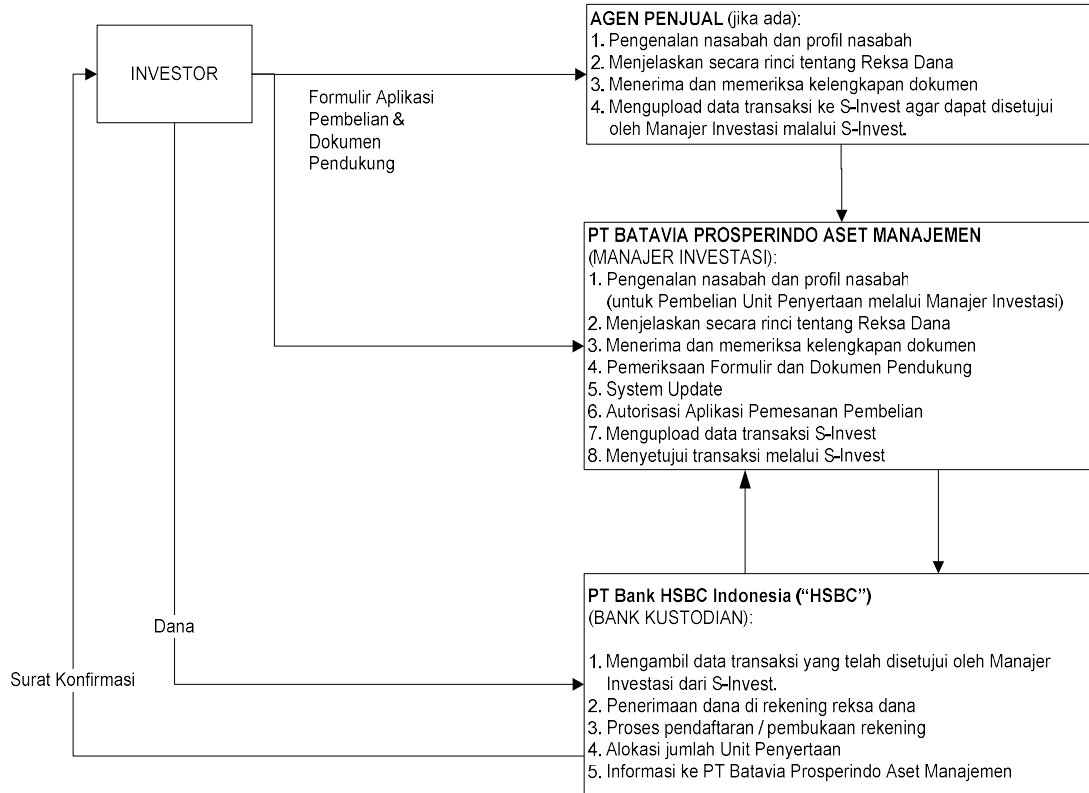 INVESTOR
Formulir Aplikasi
Pembelian &
Dokumen
Pendukung
AGEN PENJUAL (jika ada):
1. Pengenalan nasabah dan profil nasabah
2. Menjelaskan secara rinci tentang Reksa Dana
3. Menerima dan memeriksa kelengkapan dokumen
4. Mengupload data transaksi ke S-Invest agar dapat disetujui
oleh Manajer Investasi malalui S-Invest.
PT BATAVIA PROSPERINDO ASET MANAJEMEN
(MANAJER INVESTASI):
1. Pengenalan nasabah dan profil nasabah
(untuk Pembelian Unit Penyertaan melalui Manajer Investasi)
2. Menjelaskan secara rinci tentang Reksa Dana
3. Menerima dan memeriksa kelengkapan dokumen
4. Pemeriksaan Formulir dan Dokumen Pendukung
5. System Update
6. Autorisasi Aplikasi Pemesanan Pembelian
7. Mengupload data transaksi S-Invest
8. Menyetujui transaksi melalui S-Invest
Dana
Surat Konfirmasi
PT Bank HSBC Indonesia (“HSBC”)
(BANK KUSTODIAN):
1. Mengambil data transaksi yang telah disetujui oleh Manajer
Investasi dari S-Invest.
2. Penerimaan dana di rekening reksa dana
3. Proses pendaftaran / pembukaan rekening
4. Alokasi jumlah Unit Penyertaan
5. Informasi ke PT Batavia Prosperindo Aset Manajemen